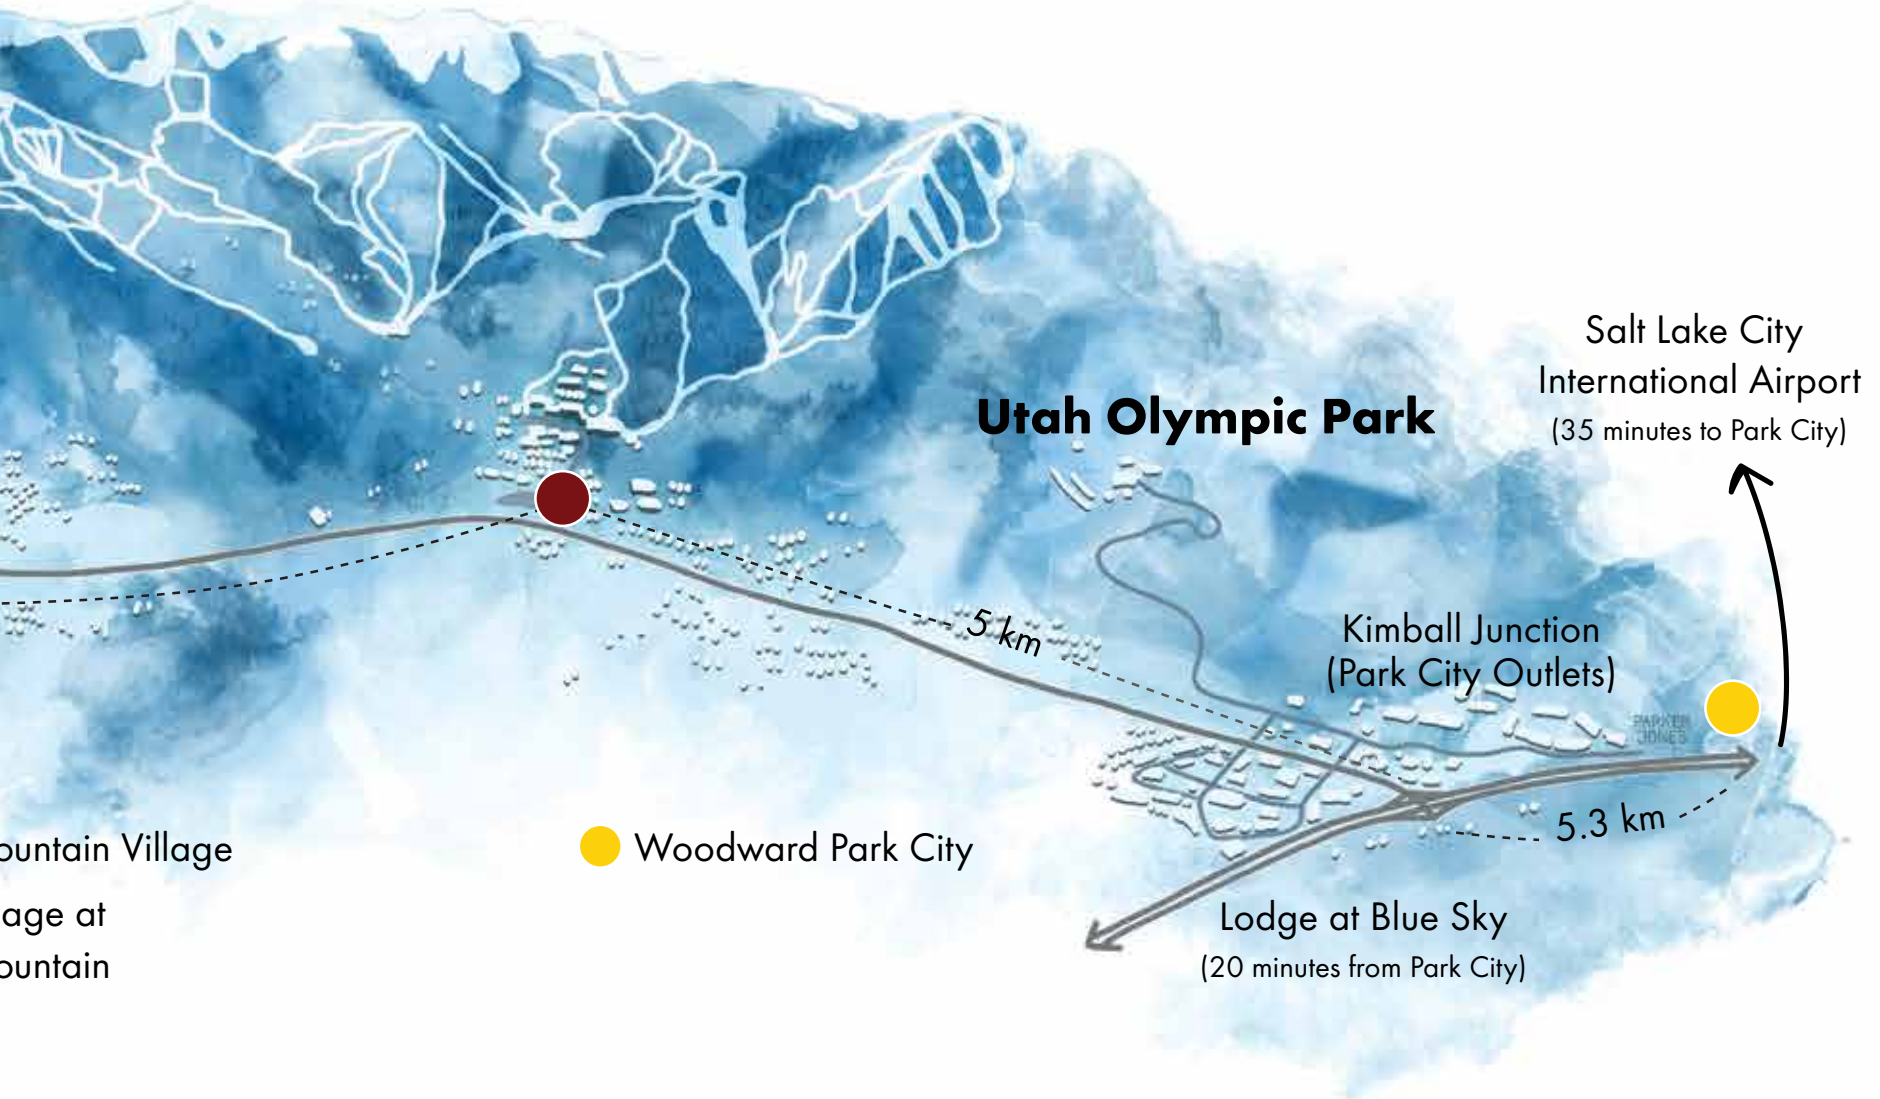 Salt Lake City
International Airport
(35 minutes to Park City)
Utah Olympic Park
5 km
Kimball Junction
(Park City Outlets)
PARKER
JONES
5.3 km
ountain Village
Woodward Park City
age at
ountain
Lodge at Blue Sky
(20 minutes from Park City)